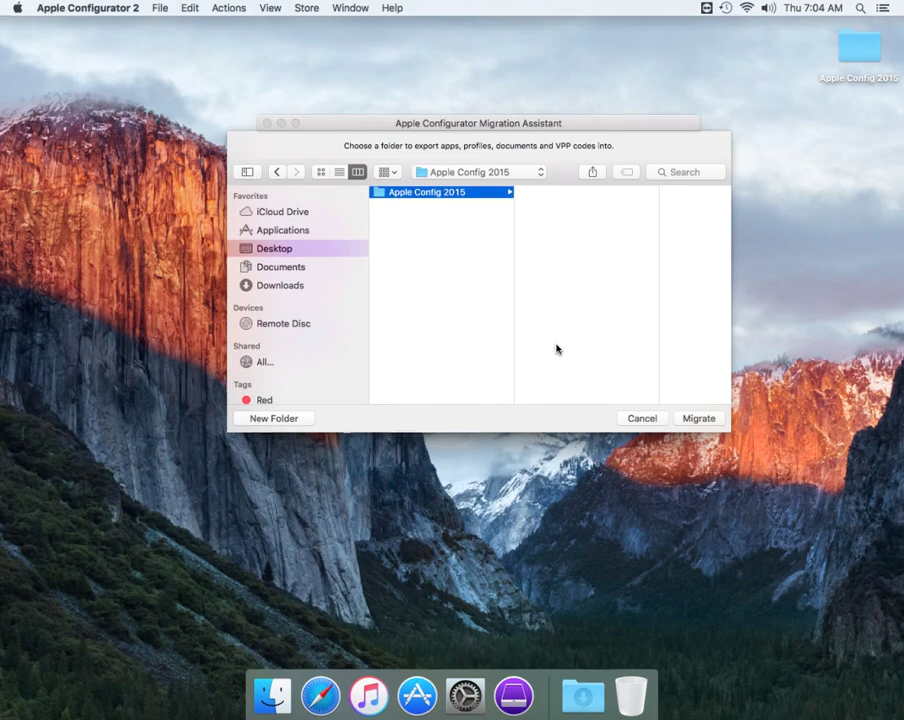 Apple Configurator 2 File Edit Actions View Store Window Help Thu 7:04 AM
Apple Config 2015
Apple Configurator Migration Assistant
Choose a folder to export apps, profiles, documents and VPP codes into.
Apple Config 2015
Search
Favorites
iCloud Drive
Applications
Desktop
Documents
Downloads
Devices
Remote Disc
Shared
All...
Tags
Red
Apple Config 2015
New Folder
Cancel
Migrate